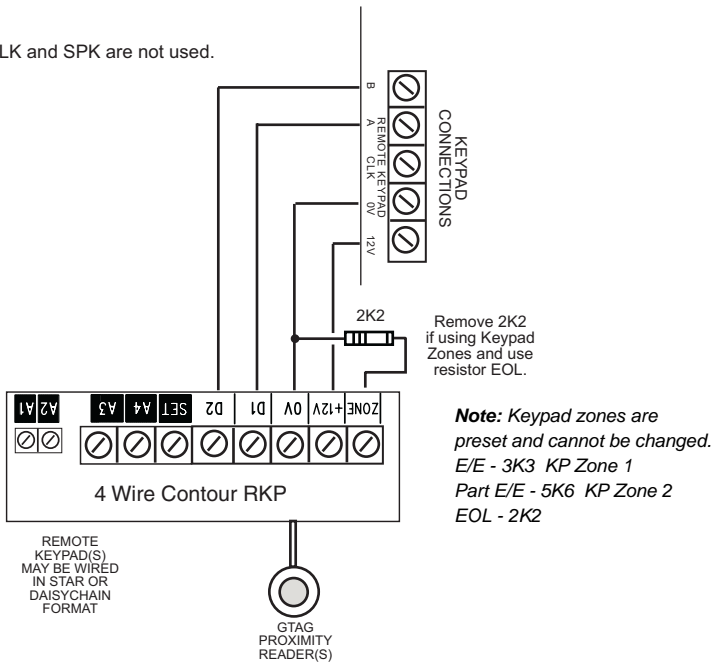 LK and SPK are not used.
B
A
REMOTE KEYPAD
CLK
0V
12V
KEYPAD
CONNECTIONS
2K2
Remove 2K2
if using Keypad
Zones and use
resistor EOL.
A1
A2
A3
A4
SET
D2
D1
0V
+12V
ZONE
4 Wire Contour RKP
Note: Keypad zones are
preset and cannot be changed.
E/E - 3K3 KP Zone 1
Part E/E - 5K6 KP Zone 2
EOL - 2K2
REMOTE
KEYPAD(S)
MAY BE WIRED
IN STAR OR
DAISYCHAIN
FORMAT
GTAG
PROXIMITY
READER(S)